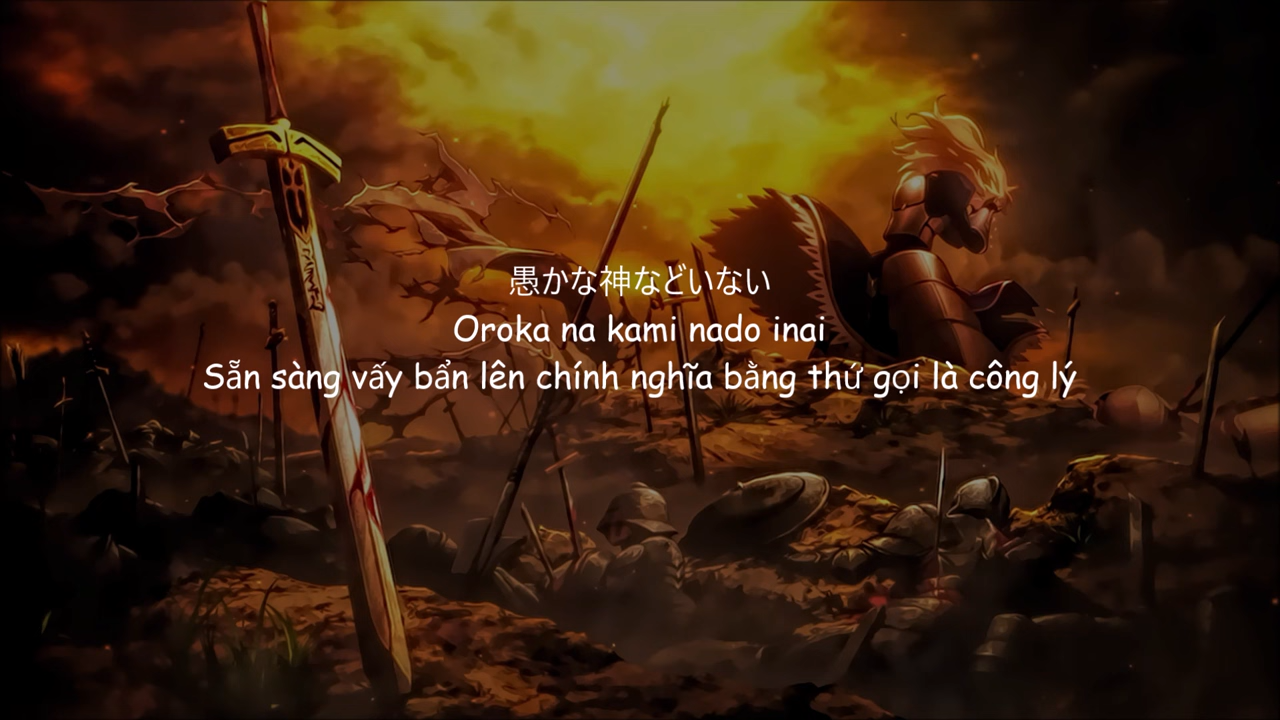 愚かな神などいない
Oroka na kami nado inai
Sẵn sàng vấy bẩn lên chính nghĩa bằng thứ gọi là công lý